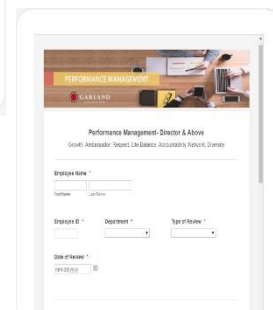 PERFORMANCE MANAGEMENT
GARLAND
Performance Management- Director & Above
Growth, Ambassador, Respect, Life-Balance, Accountability, Network, Diversity
Employee Name *
First Name Last Name
Employee ID * Department * Type of Review *
Date of Review *